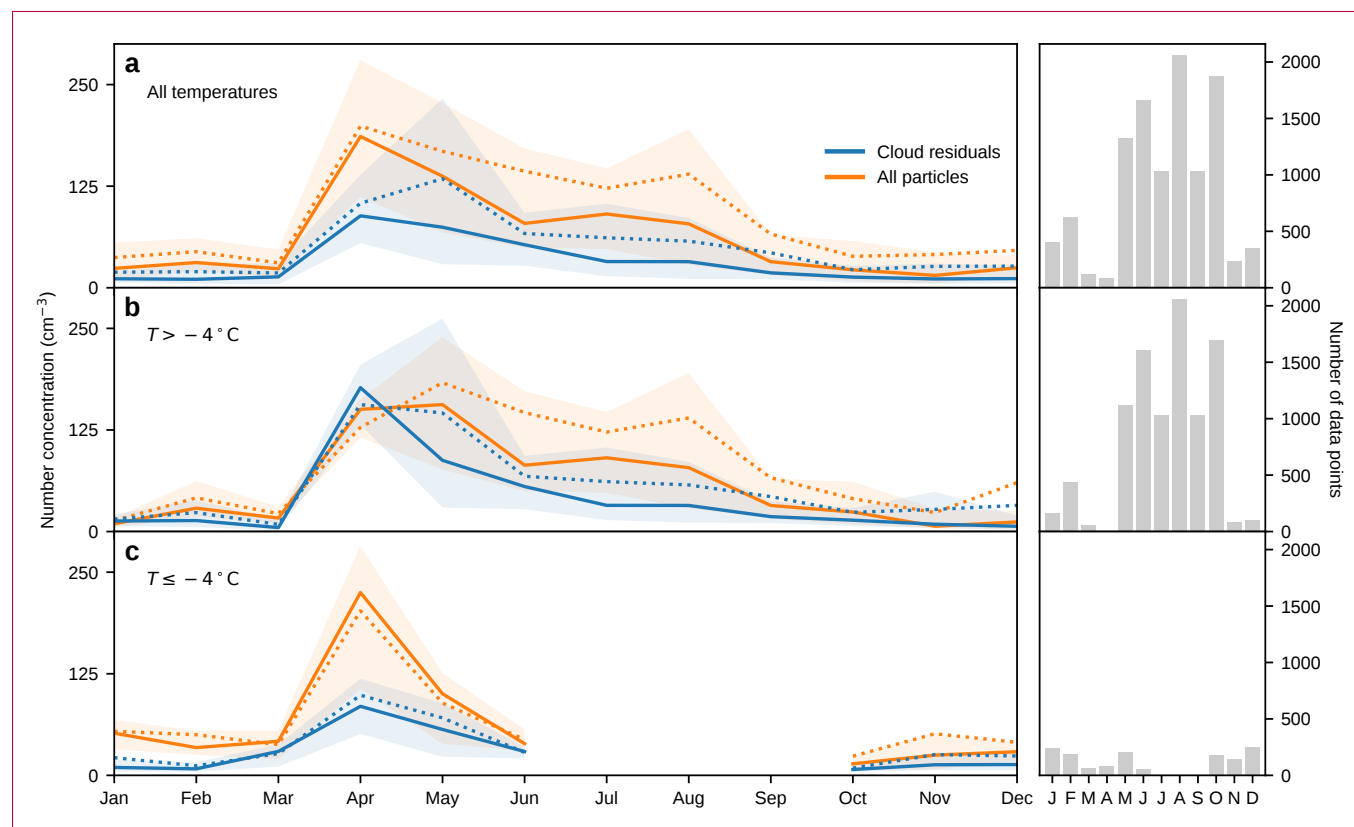 a
All temperatures
250
125
0
Cloud residuals
All particles
2000
1500
1000
500
0
b
T > −4°C
250
125
0
2000
1500
1000
500
0
c
T ≤ −4°C
250
125
0
2000
1500
1000
500
0
Number concentration (cm⁻³)
Number of data points
Jan Feb Mar Apr May Jun Jul Aug Sep Oct Nov Dec
J F M A M J J A S O N D